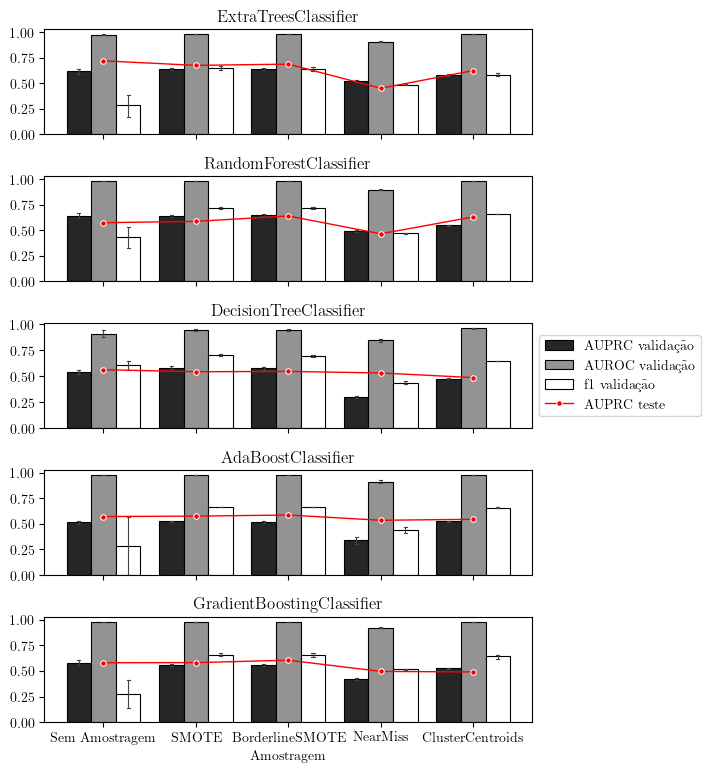 ExtraTreesClassifier
1.00
0.75
0.50
0.25
0.00
RandomForestClassifier
1.00
0.75
0.50
0.25
0.00
DecisionTreeClassifier
1.00
0.75
0.50
0.25
0.00
AUPRC validação
AUROC validação
f1 validação
AUPRC teste
AdaBoostClassifier
1.00
0.75
0.50
0.25
0.00
GradientBoostingClassifier
1.00
0.75
0.50
0.25
0.00
Sem Amostragem SMOTE BorderlineSMOTE NearMiss ClusterCentroids
Amostragem